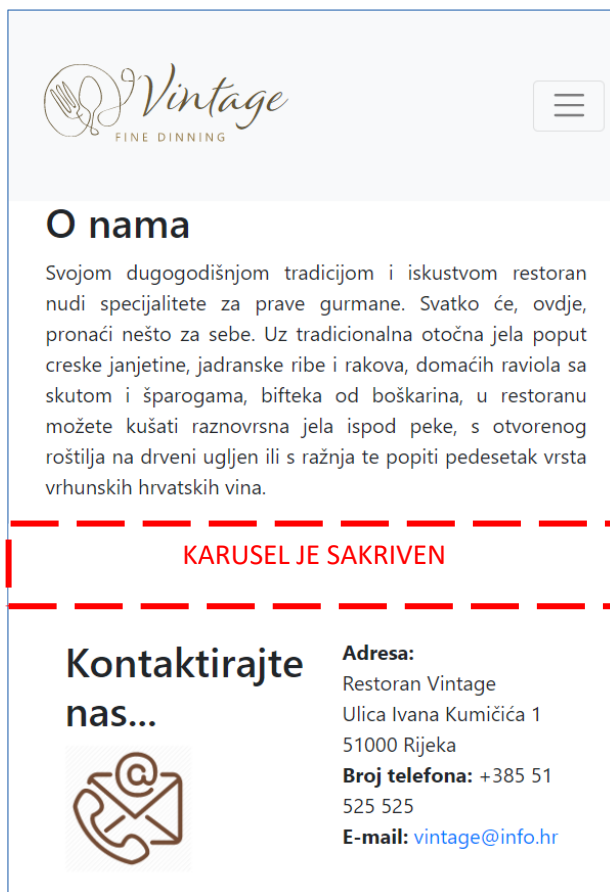 Vintage
FINE DINNING
O nama
Svojom dugogodišnjom tradicijom i iskustvom restoran
nudi specijalitete za prave gurmane. Svatko će, ovdje,
pronaći nešto za sebe. Uz tradicionalna otočna jela poput
creske janjetine, jadranske ribe i rakova, domaćih raviola sa
skutom i šparogama, bifteka od boškarina, u restoranu
možete kušati raznovrsna jela ispod peke, s otvorenog
roštilja na drveni ugljen ili s ražnja te popiti pedesetak vrsta
vrhunskih hrvatskih vina.
KARUSEL JE SAKRIVEN
Kontaktirajte
nas...
@
Adresa:
Restoran Vintage
Ulica Ivana Kumičića 1
51000 Rijeka
Broj telefona: +385 51
525 525
E-mail: vintage@info.hr